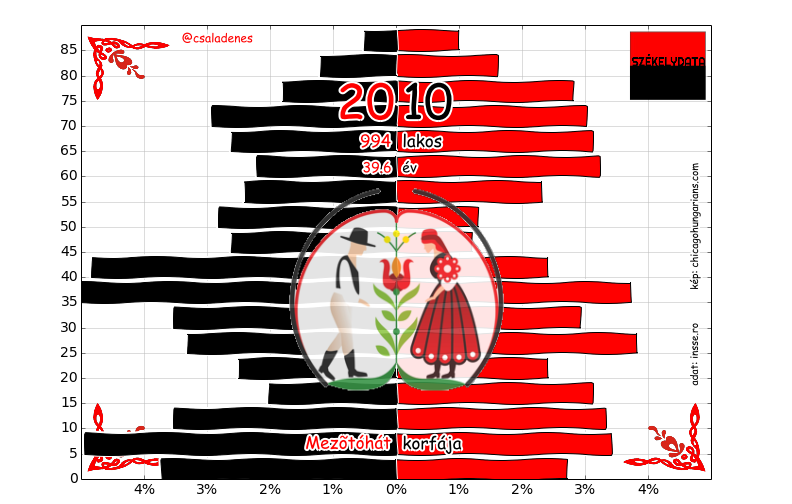 @csaladenes
SZÉKELYDATA
2010
994 lakos
39.6 év
kép: chicagohungarians.com
adat: insse.ro
Mezőtóhát korfája
85
80
75
70
65
60
55
50
45
40
35
30
25
20
15
10
5
0
4% 3% 2% 1% 0% 1% 2% 3% 4%